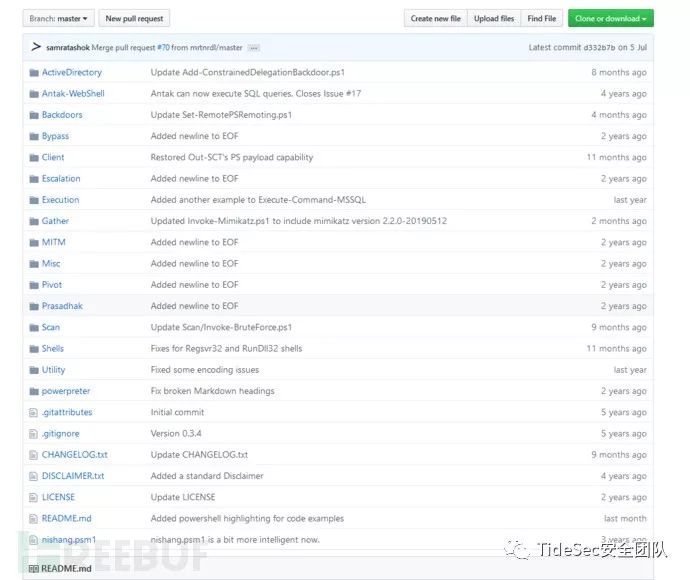 Branch: master New pull request Create new file Upload files Find File Clone or download
samratashok Merge pull request #70 from mrtnrdl/master ... Latest commit d332b7b on 5 Jul
ActiveDirectory Update Add-ConstrainedDelegationBackdoor.ps1 8 months ago
Antak-WebShell Antak can now execute SQL queries. Closes Issue #17 4 years ago
Backdoors Update Set-RemotePSRemoting.ps1 4 months ago
Bypass Added newline to EOF 2 years ago
Client Restored Out-SCT's PS payload capability 11 months ago
Escalation Added newline to EOF 2 years ago
Execution Added another example to Execute-Command-MSSQL last year
Gather Updated Invoke-Mimikatz.ps1 to include mimikatz version 2.2.0-20190512 2 months ago
MITM Added newline to EOF 2 years ago
Misc Added newline to EOF 2 years ago
Pivot Added newline to EOF 2 years ago
Prasadhak Added newline to EOF 2 years ago
Scan Update Scan/Invoke-BruteForce.ps1 9 months ago
Shells Fixes for Regsvr32 and RunDll32 shells 11 months ago
Utility Fixed some encoding issues last year
powerpreter Fix broken Markdown headings 2 years ago
.gitattributes Initial commit 5 years ago
.gitignore Version 0.3.4 5 years ago
CHANGELOG.txt Update CHANGELOG.txt 9 months ago
DISCLAIMER.txt Added a standard Disclaimer 4 years ago
LICENSE Update LICENSE 2 years ago
README.md Added powershell highlighting for code examples last month
nishang.psm1 nishang.psm1 is a bit more intelligent now. 3 years ago
FREEBUF TideSec安全团队
README.md